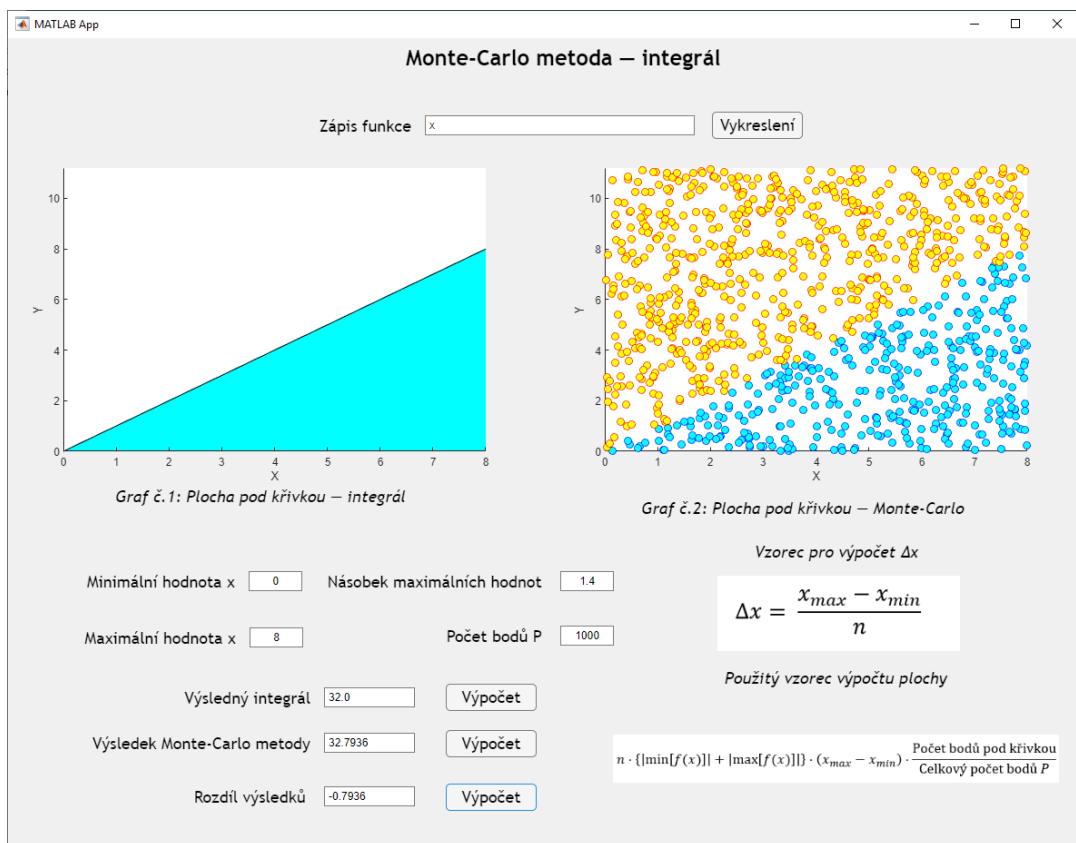 MATLAB App
Monte-Carlo metoda — integrál
Zápis funkce x Vykreslení
10
8
6
4
2
0
Y
0 1 2 3 4 5 6 7 8
X
Graf č.1: Plocha pod křivkou — integrál
10
8
6
4
2
0
Y
0 1 2 3 4 5 6 7 8
X
Graf č.2: Plocha pod křivkou — Monte-Carlo
Minimální hodnota x 0 Násobek maximálních hodnot 1.4
Maximální hodnota x 8 Počet bodů P 1000
Výsledný integrál 32.0 Výpočet
Výsledek Monte-Carlo metody 32.7936 Výpočet
Rozdíl výsledků -0.7936 Výpočet
Vzorec pro výpočet Δx
Δx = (x_max − x_min) / n
Použitý vzorec výpočtu plochy
n · {|min[f(x)]| + |max[f(x)]|} · (x_max − x_min) · Počet bodů pod křivkou / Celkový počet bodů P